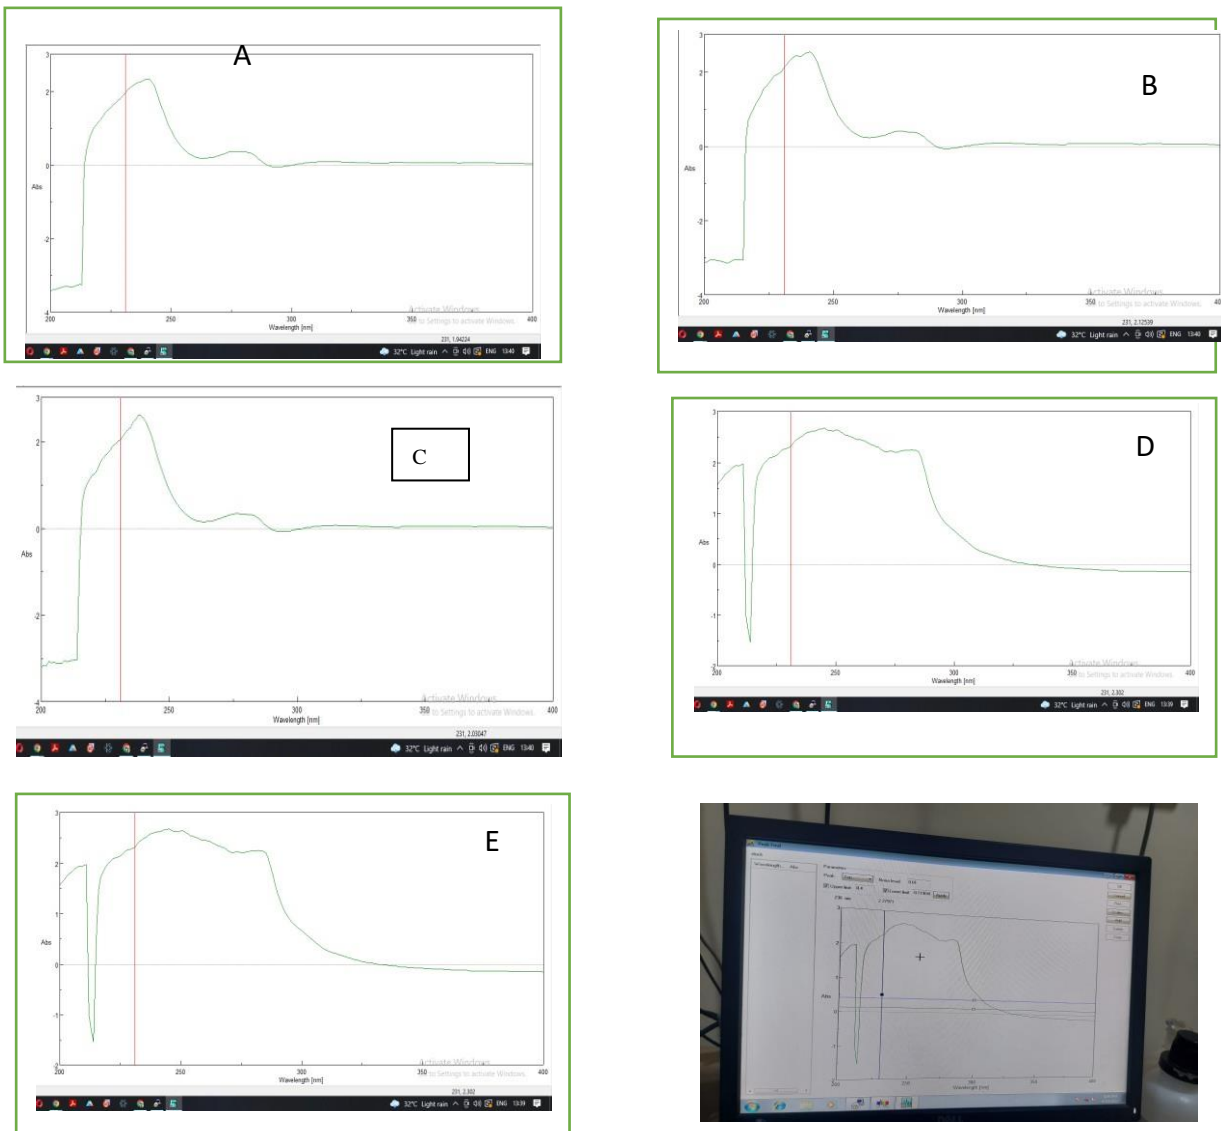 A
3
2
0
Abs
-2
-4
200
250
300
350
400
Wavelength [nm]
Activate Windows
to Settings to activate Windows.
231, 1.94224
32°C Light rain
ENG
13:40
B
3
2
0
Abs
-2
-4
200
250
300
350
400
Wavelength [nm]
Activate Windows
to Settings to activate Windows.
231, 2.12539
32°C Light rain
ENG
13:40
C
3
2
0
Abs
-2
-4
200
250
300
350
400
Wavelength [nm]
Activate Windows
to Settings to activate Windows.
231, 2.03047
32°C Light rain
ENG
13:40
D
3
2
1
0
Abs
-1
-2
200
250
300
350
400
Wavelength [nm]
Activate Windows
to Settings to activate Windows.
231, 2.302
32°C Light rain
ENG
13:39
E
3
2
1
0
Abs
-1
-2
200
250
300
350
400
Wavelength [nm]
Activate Windows
to Settings to activate Windows.
231, 2.302
32°C Light rain
ENG
13:39
Abs
Wavelength [nm]